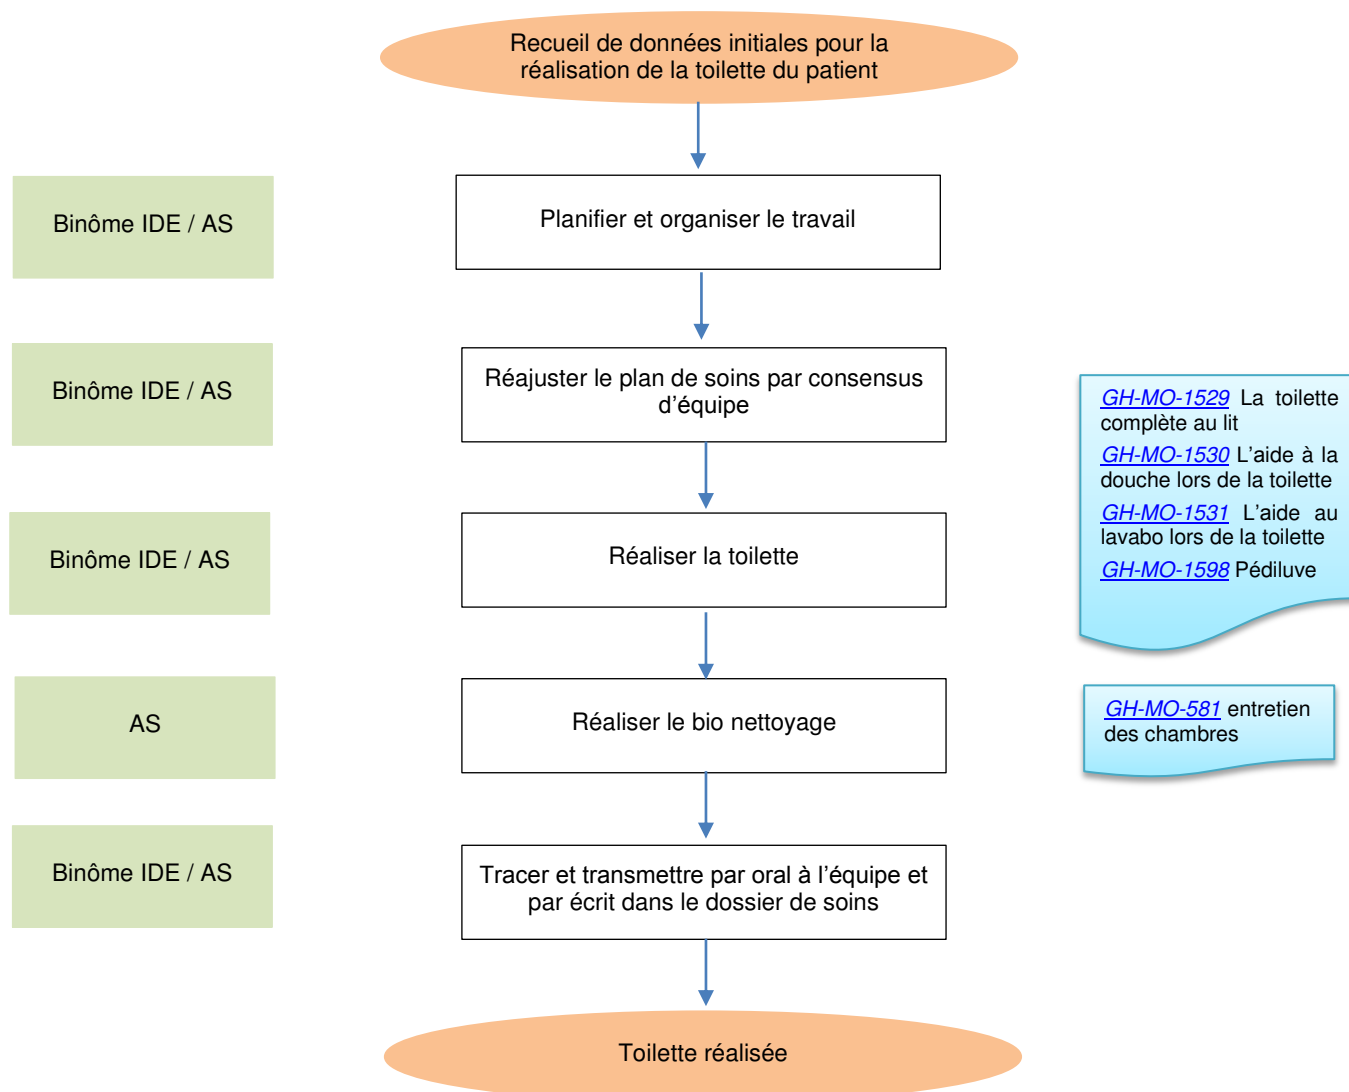 Recueil de données initiales pour la
réalisation de la toilette du patient
Binôme IDE / AS
Planifier et organiser le travail
Binôme IDE / AS
Réajuster le plan de soins par consensus
d’équipe
GH-MO-1529 La toilette
complète au lit
GH-MO-1530 L’aide à la
douche lors de la toilette
GH-MO-1531 L’aide au
lavabo lors de la toilette
GH-MO-1598 Pédiluve
Binôme IDE / AS
Réaliser la toilette
AS
Réaliser le bio nettoyage
GH-MO-581 entretien
des chambres
Binôme IDE / AS
Tracer et transmettre par oral à l’équipe et
par écrit dans le dossier de soins
Toilette réalisée